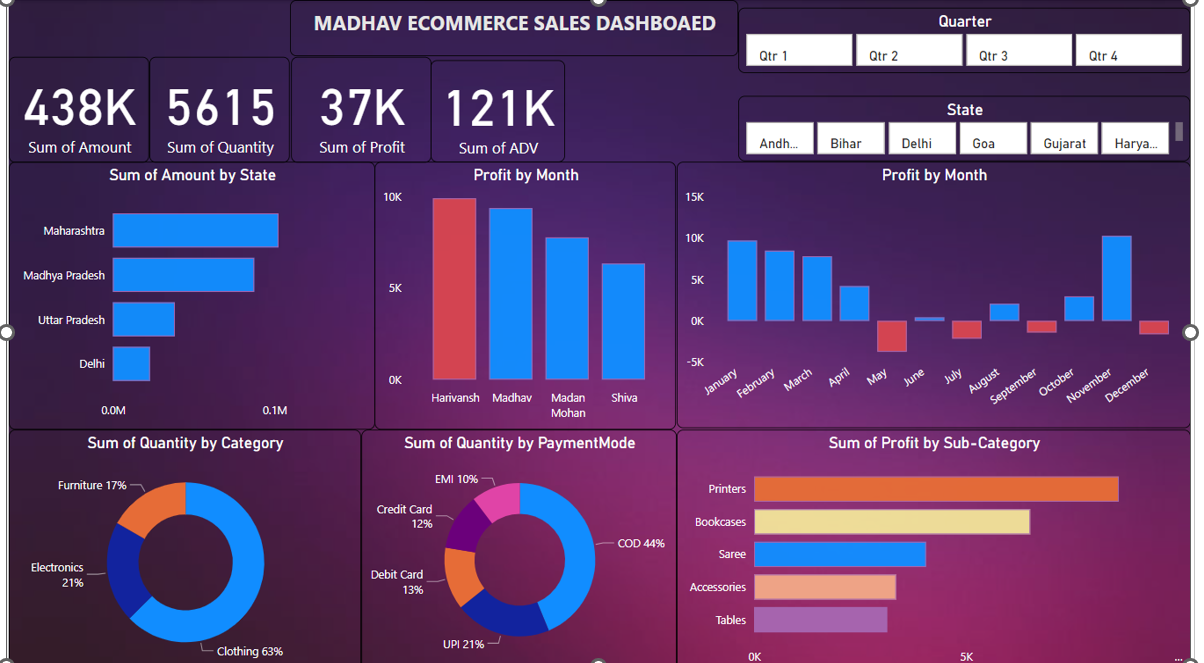 MADHAV ECOMMERCE SALES DASHBOAED
Quarter
Qtr 1
Qtr 2
Qtr 3
Qtr 4
438K
Sum of Amount
5615
Sum of Quantity
37K
Sum of Profit
121K
Sum of ADV
State
Andh...
Bihar
Delhi
Goa
Gujarat
Harya...
Sum of Amount by State
Maharashtra
Madhya Pradesh
Uttar Pradesh
Delhi
0.0M
0.1M
Profit by Month
10K
5K
0K
Harivansh
Madhav
Madan
Mohan
Shiva
Profit by Month
15K
10K
5K
0K
-5K
January
February
March
April
May
June
July
August
September
October
November
December
Sum of Quantity by Category
Furniture 17%
Electronics
21%
Clothing 63%
Sum of Quantity by PaymentMode
EMI 10%
Credit Card
12%
Debit Card
13%
UPI 21%
COD 44%
Sum of Profit by Sub-Category
Printers
Bookcases
Saree
Accessories
Tables
0K
5K
...